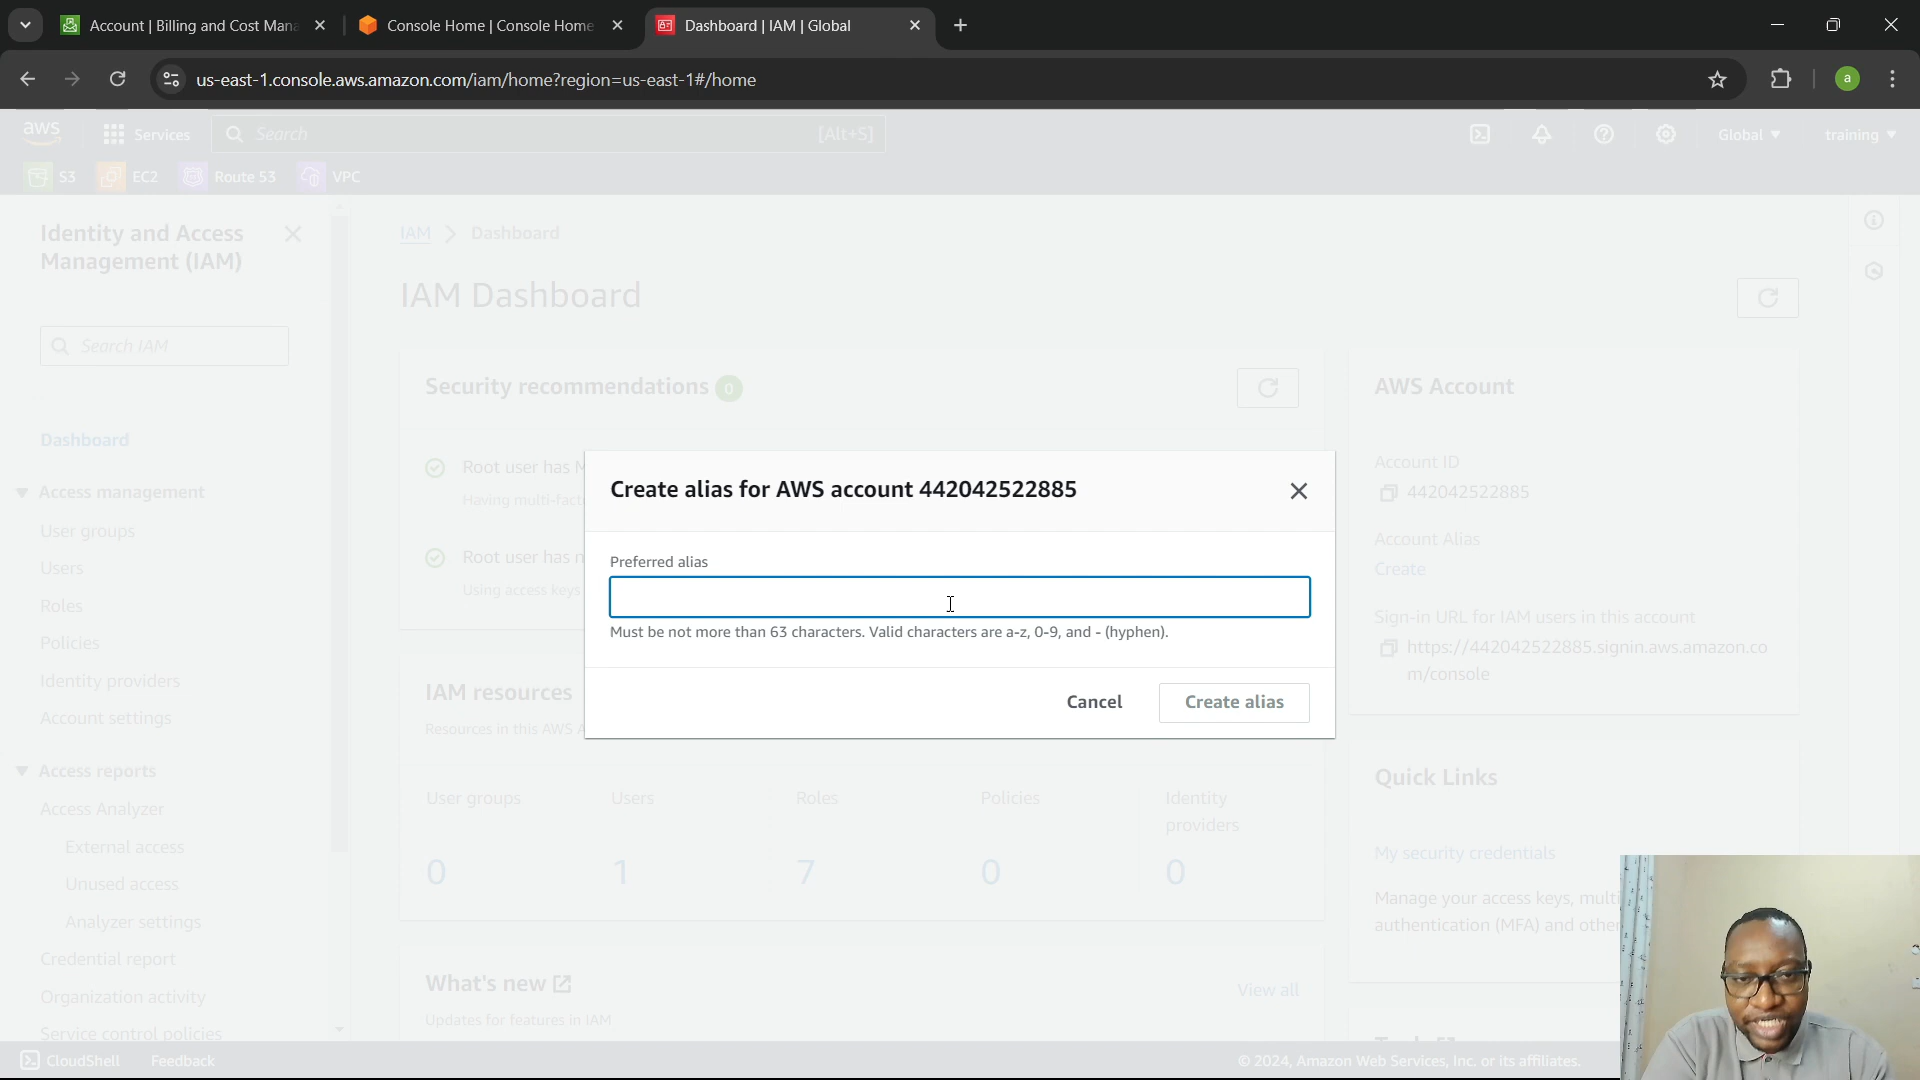 Account | Billing and Cost Mana
Console Home | Console Home
Dashboard | IAM | Global
us-east-1.console.aws.amazon.com/iam/home?region=us-east-1#/home
a
aws
Services
Search
[Alt+S]
Global
training
S3
EC2
Route 53
VPC
Identity and Access
Management (IAM)
Search IAM
Dashboard
Access management
User groups
Users
Roles
Policies
Identity providers
Account settings
Access reports
Access Analyzer
External access
Unused access
Analyzer settings
Credential report
Organization activity
Service control policies
IAM > Dashboard
IAM Dashboard
Security recommendations 0
Root user has M
Having multi-fact
Root user has n
Using access keys
Create alias for AWS account 442042522885
Preferred alias
Must be not more than 63 characters. Valid characters are a-z, 0-9, and - (hyphen).
Cancel
Create alias
IAM resources
Resources in this AWS A
User groups
Users
Roles
Policies
Identity
providers
0
1
7
0
0
What's new
View all
Updates for features in IAM
AWS Account
Account ID
442042522885
Account Alias
Create
Sign-in URL for IAM users in this account
https://442042522885.signin.aws.amazon.co
m/console
Quick Links
My security credentials
Manage your access keys, multi
authentication (MFA) and other
CloudShell
Feedback
© 2024, Amazon Web Services, Inc. or its affiliates.